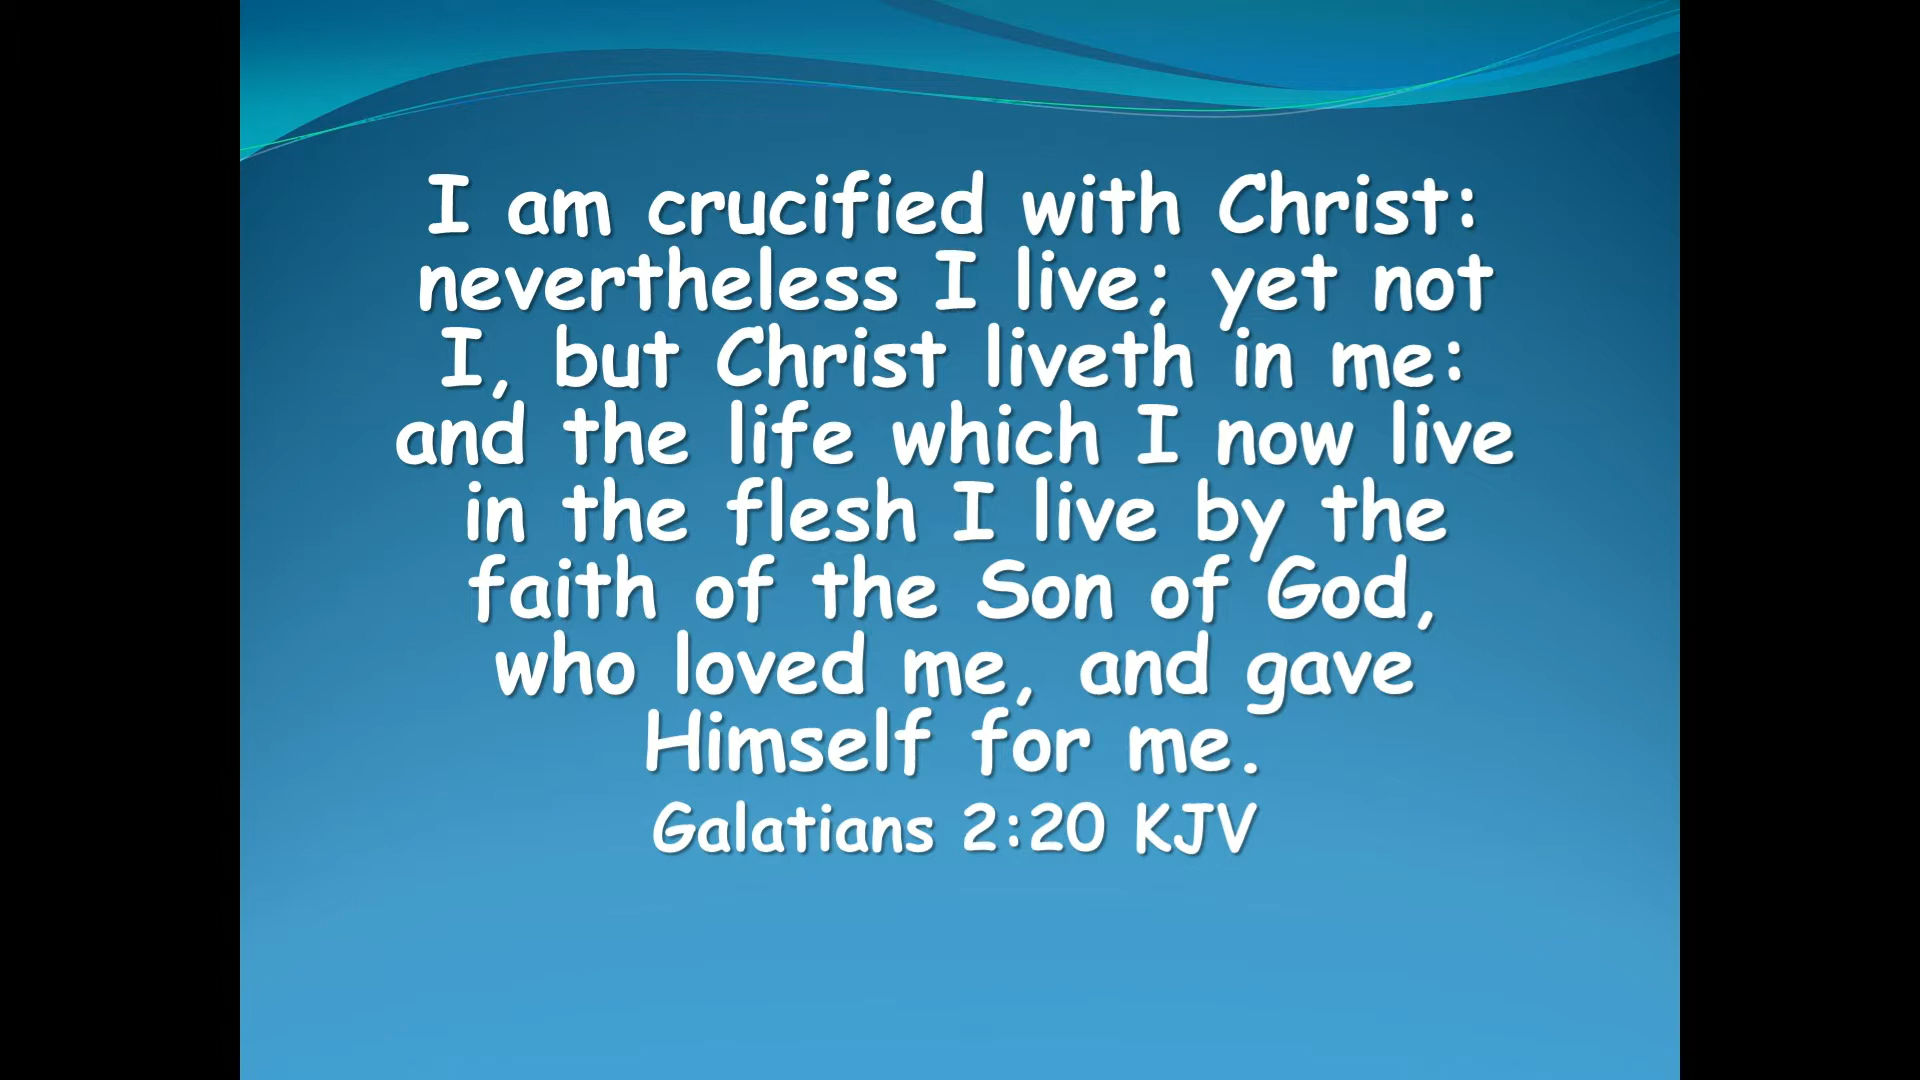 I am crucified with Christ:
nevertheless I live; yet not
I, but Christ liveth in me:
and the life which I now live
in the flesh I live by the
faith of the Son of God,
who loved me, and gave
Himself for me.
Galatians 2:20 KJV